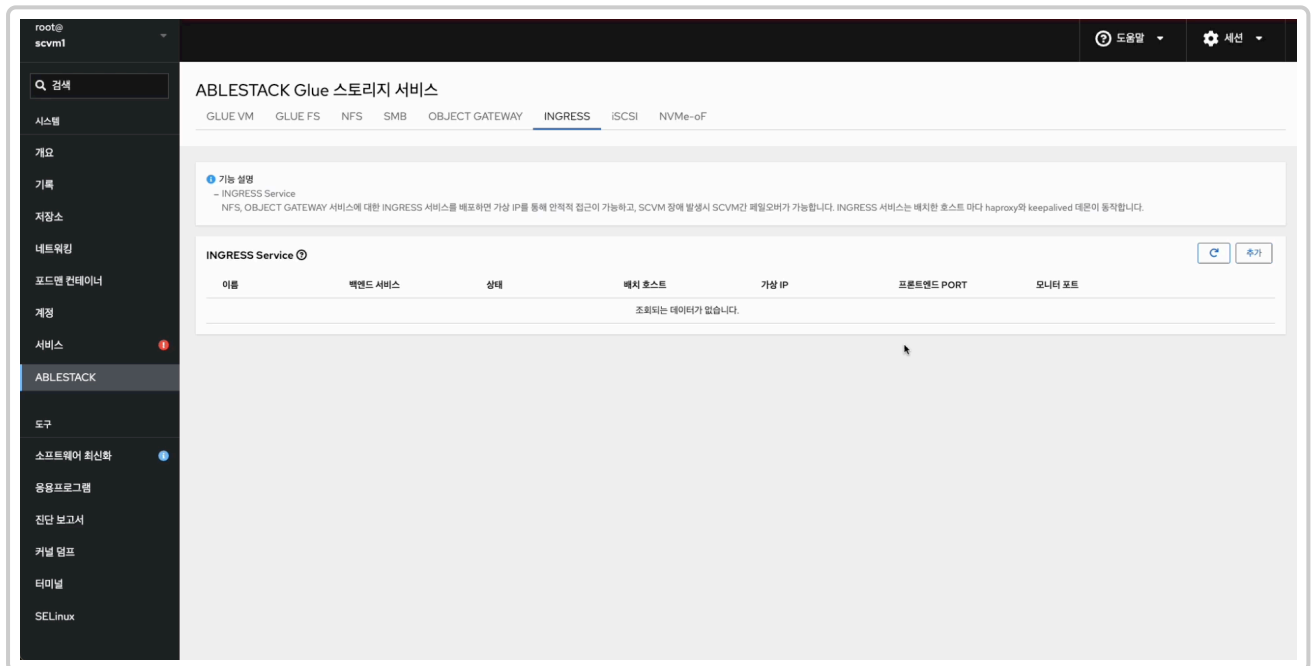 root@
scvm1
도움말
세션
검색
시스템
개요
기록
저장소
네트워킹
포드맨 컨테이너
계정
서비스
ABLESTACK
도구
소프트웨어 최신화
응용프로그램
진단 보고서
커널 덤프
터미널
SELinux
ABLESTACK Glue 스토리지 서비스
GLUE VM GLUE FS NFS SMB OBJECT GATEWAY INGRESS iSCSI NVMe-oF
기능 설명
– INGRESS Service
NFS, OBJECT GATEWAY 서비스에 대한 INGRESS 서비스를 배포하면 가상 IP를 통해 안적적 접근이 가능하고, SCVM 장애 발생시 SCVM간 페일오버가 가능합니다. INGRESS 서비스는 배치한 호스트 마다 haproxy와 keepalived 데몬이 동작합니다.
INGRESS Service
추가
이름 백엔드 서비스 상태 배치 호스트 가상 IP 프론트엔드 PORT 모니터 포트
조회되는 데이터가 없습니다.